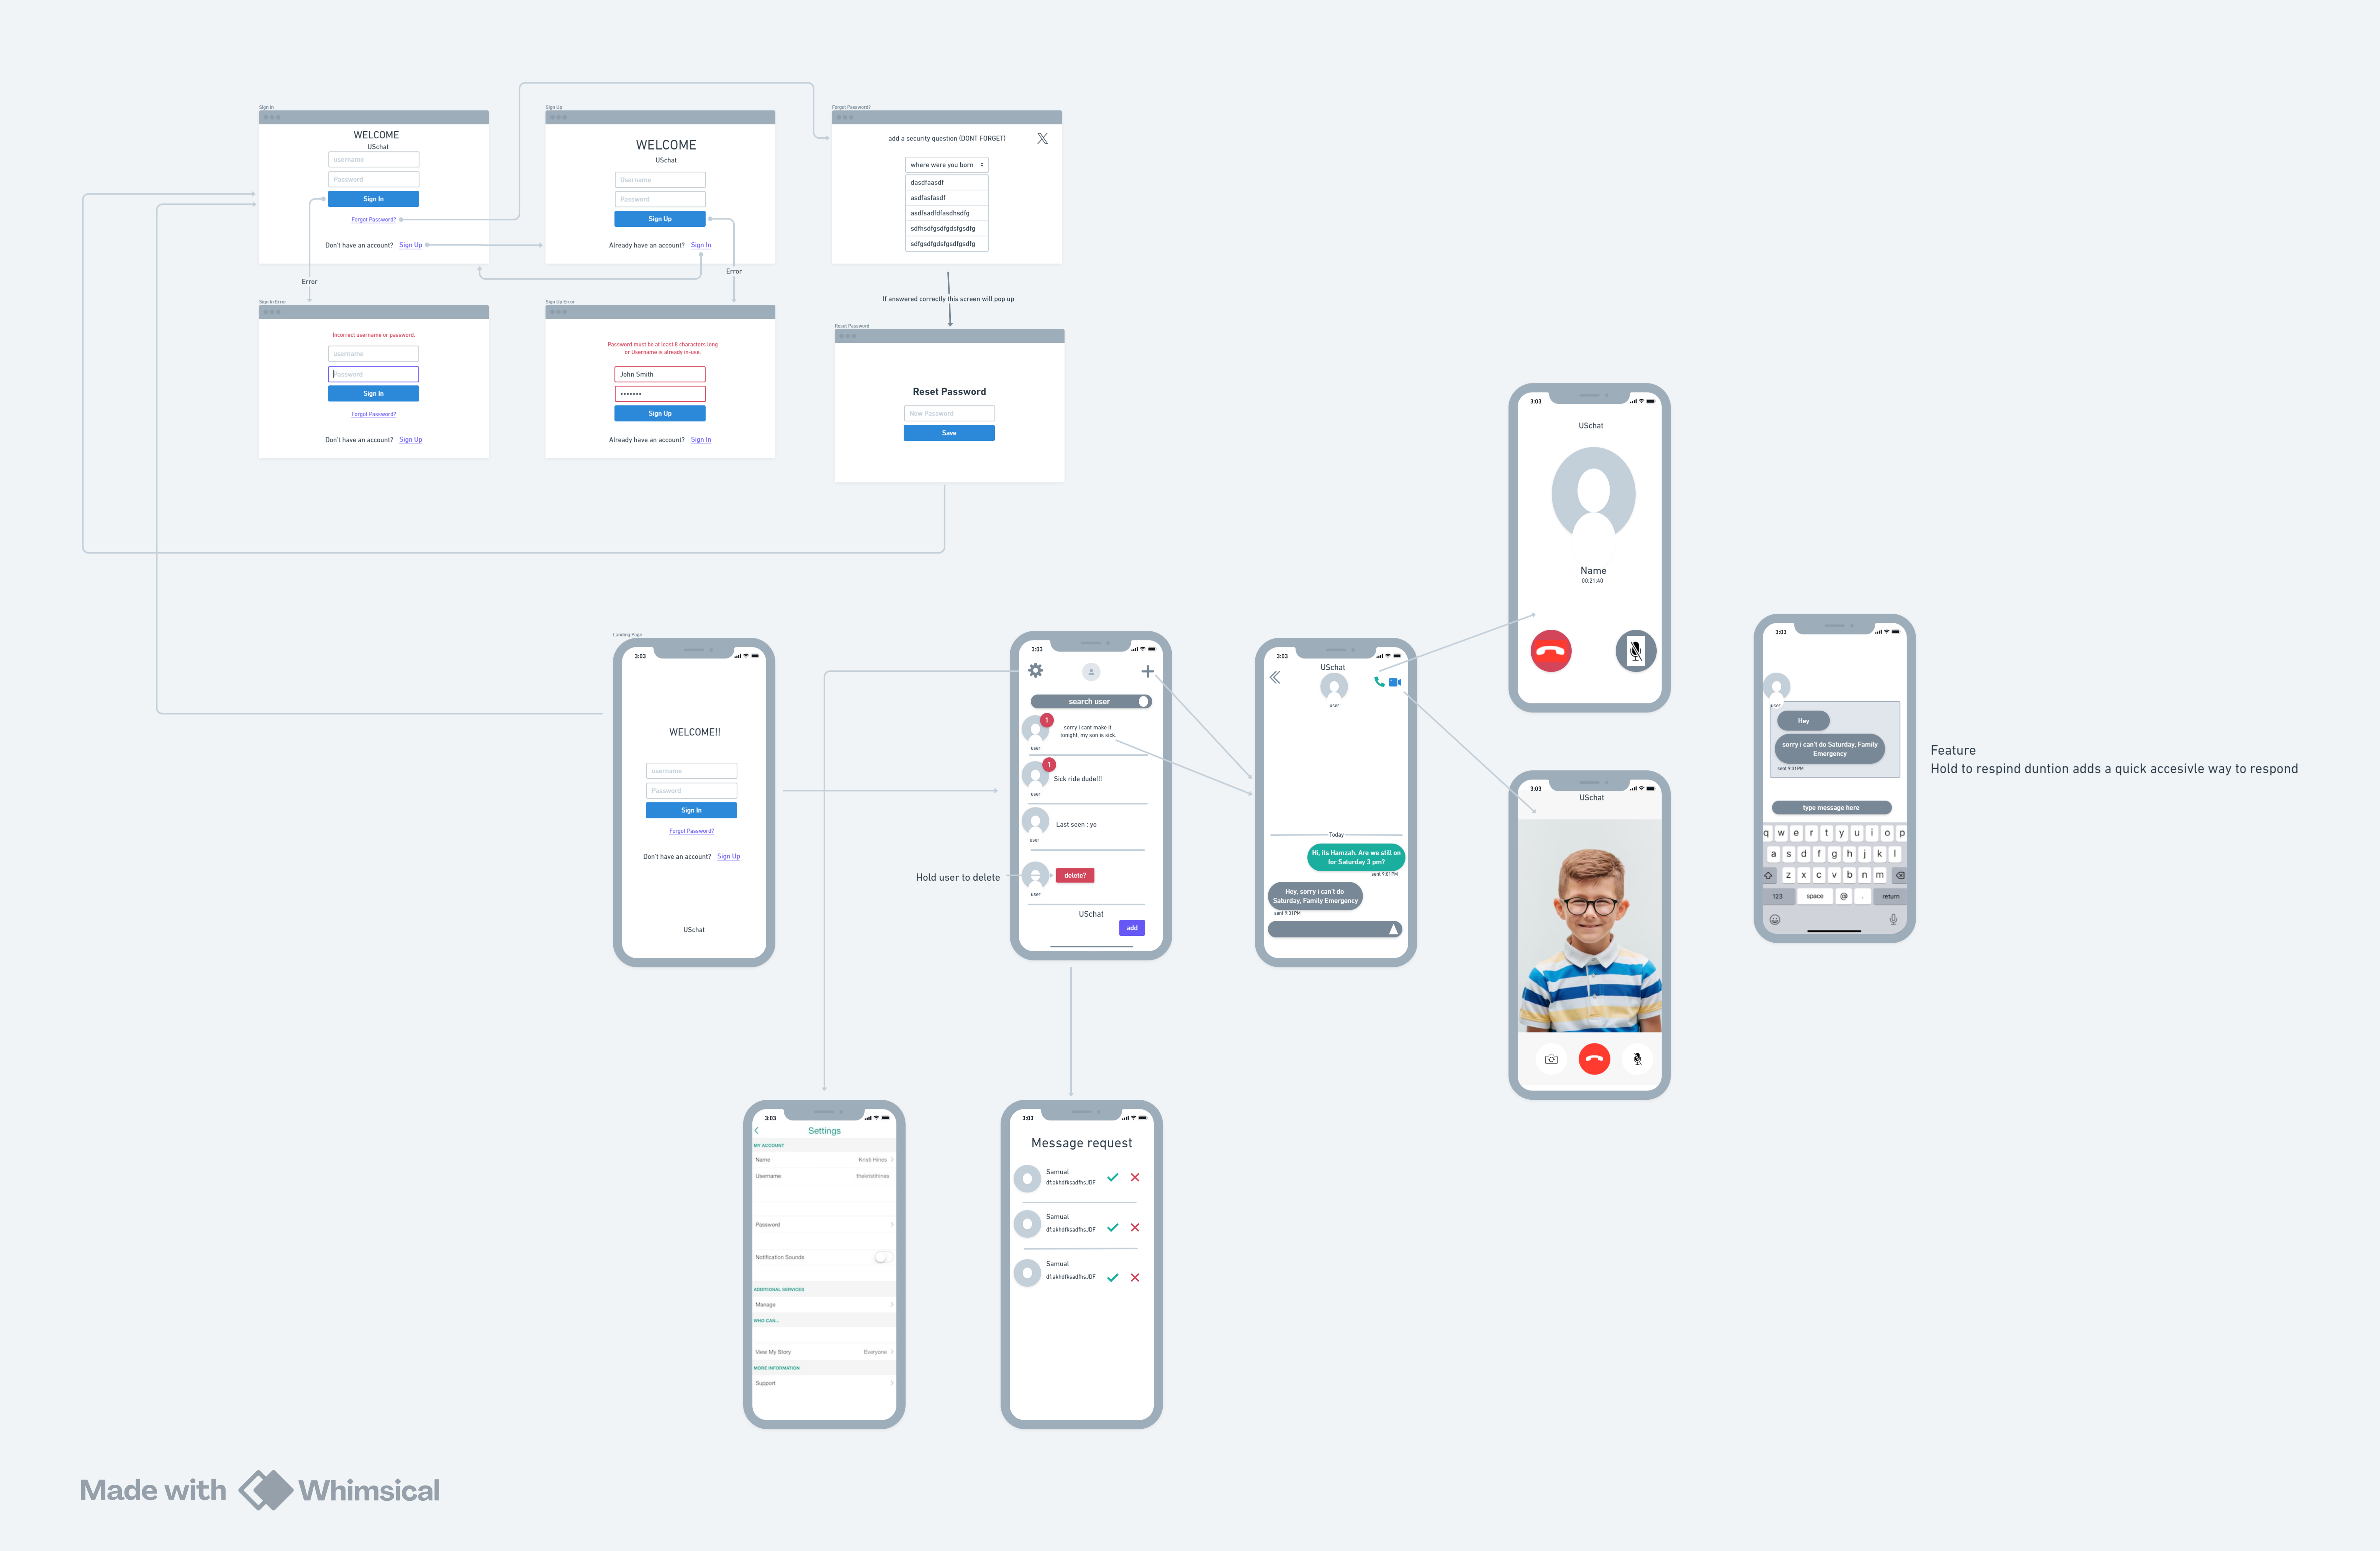 Sign In
WELCOME
USchat
username
Password
Sign In
Forgot Password?
Don't have an account? Sign Up
Error
Sign Up
WELCOME
USchat
Username
Password
Sign Up
Already have an account? Sign In
Error
Forgot Password?
add a security question (DONT FORGET)
where were you born
dasdfaasdf
asdfasfasdf
asdfsadfdfasdhsdfg
sdfhsdfgsdfgdsfgsdfg
sdfgsdfgdsfgsdfgsdfg
If answered correctly this screen will pop up
Sign In Error
Incorrect username or password.
username
Password
Sign In
Forgot Password?
Don't have an account? Sign Up
Sign Up Error
Password must be at least 8 characters long
or Username is already in-use.
John Smith
Sign Up
Already have an account? Sign In
Reset Password
Reset Password
New Password
Save
3:03
USchat
Name
00:21:40
Landing Page
3:03
WELCOME!!
username
Password
Sign In
Forgot Password?
Don't have an account? Sign Up
USchat
3:03
search user
1
sorry i cant make it
tonight, my son is sick.
user
1
Sick ride dude!!!
user
Last seen : yo
user
Hold user to delete
delete?
user
USchat
add
3:03
USchat
user
Today
Hi, its Hamzah. Are we still on
for Saturday 3 pm?
sent 9:01PM
Hey, sorry i can't do
Saturday, Family Emergency
sent 9:31PM
3:03
USchat
3:03
user
Hey
sorry i can't do Saturday, Family
Emergency
sent 9:31PM
type message here
q w e r t y u i o p
a s d f g h j k l
z x c v b n m
123 space @ . return
Feature
Hold to respind duntion adds a quick accesivle way to respond
3:03
Settings
MY ACCOUNT
Name Kristi Hines
Username thekristihines
Password
Notification Sounds
ADDITIONAL SERVICES
Manage
WHO CAN...
View My Story Everyone
MORE INFORMATION
Support
3:03
Message request
Samual
df;akhdfksadfhsJDF
Samual
df;akhdfksadfhsJDF
Samual
df;akhdfksadfhsJDF
Made with Whimsical